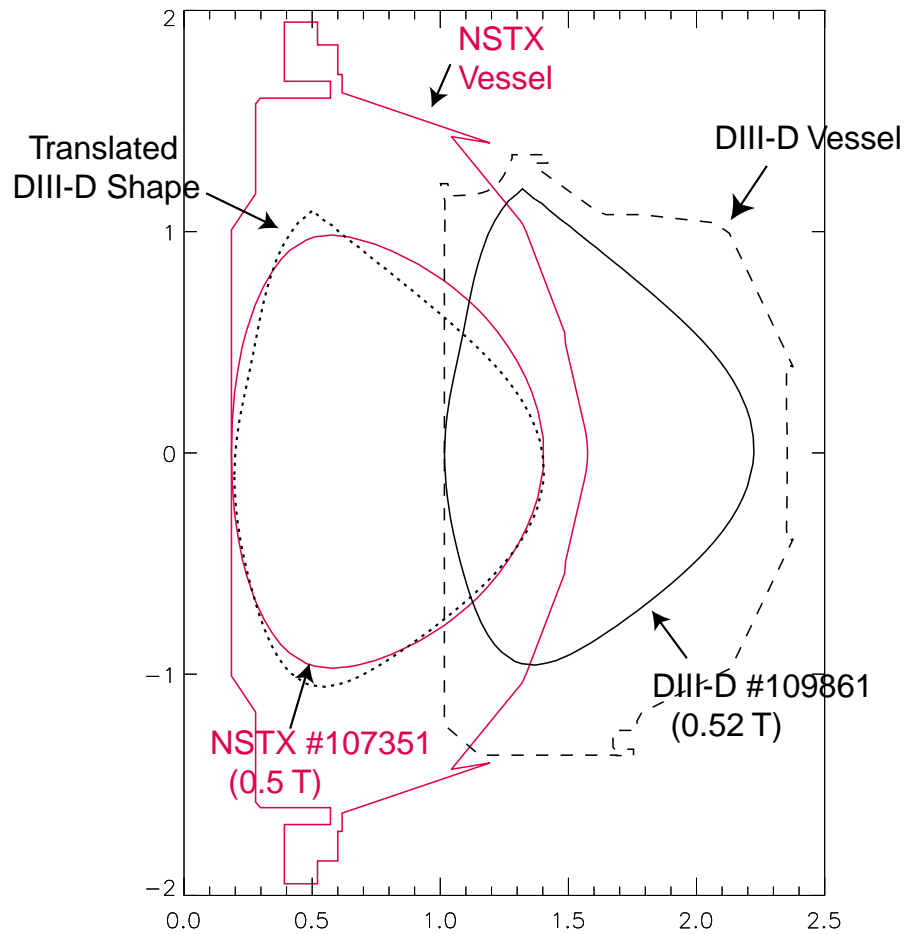 2
NSTX
Vessel
DIII-D Vessel
Translated
DIII-D Shape
1
0
-1
DIII-D #109861
(0.52 T)
NSTX #107351
(0.5 T)
-2
0.0 0.5 1.0 1.5 2.0 2.5